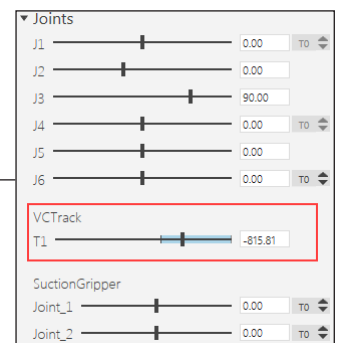 Joints
J1 0.00 T0
J2 0.00
J3 90.00
J4 0.00 T0
J5 0.00
J6 0.00 T0
VCTrack
T1 -815.81
SuctionGripper
Joint_1 0.00 T0
Joint_2 0.00 T0